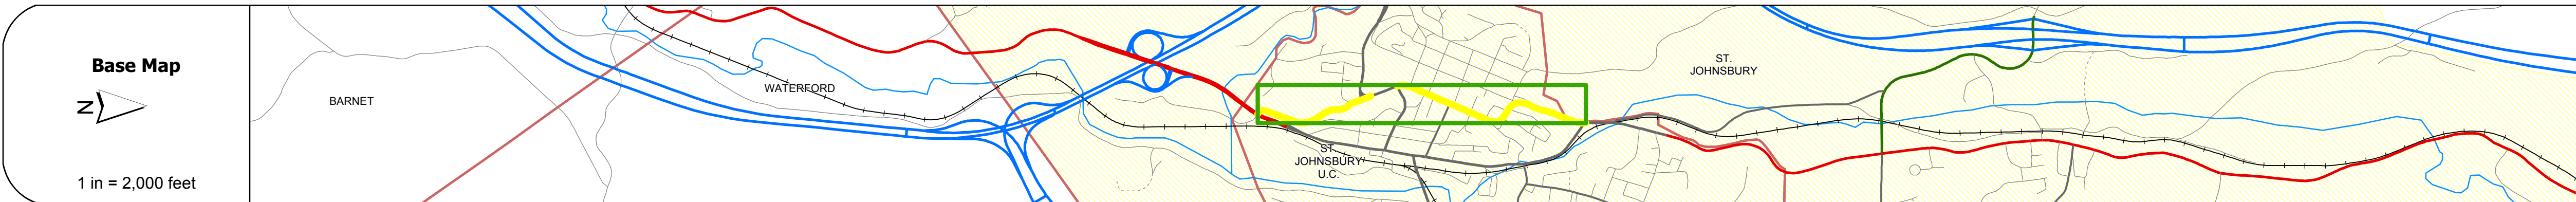 Base Map
N
1 in = 2,000 feet
BARNET
WATERFORD
ST.
JOHNSBURY
U.C.
ST.
JOHNSBURY